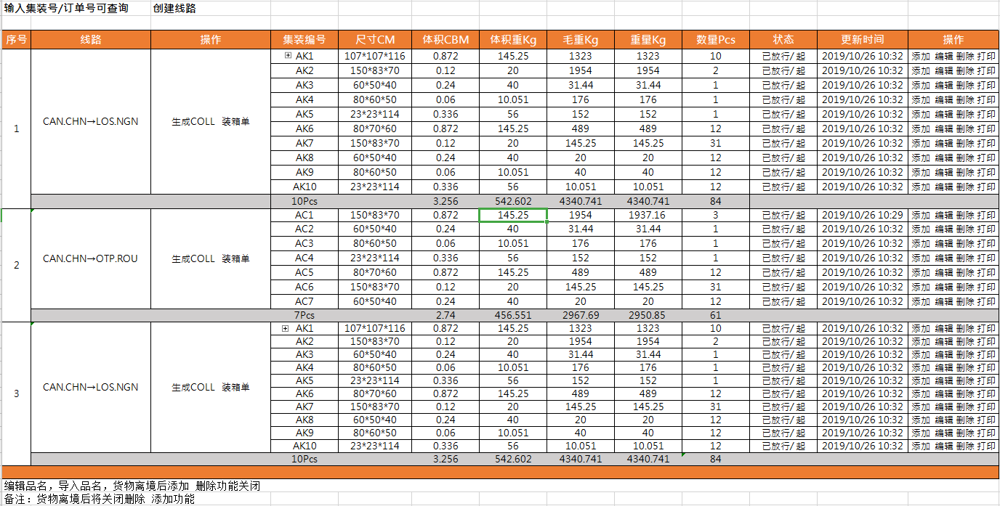 输入集装号/订单号可查询 创建线路
序号 线路 操作 集装编号 尺寸CM 体积CBM 体积重Kg 毛重Kg 重量Kg 数量Pcs 状态 更新时间 操作
AK1 107*107*116 0.872 145.25 1323 1323 10 已放行/ 起 2019/10/26 10:32 添加 编辑 删除 打印
AK2 150*83*70 0.12 20 1954 1954 2 已放行/ 起 2019/10/26 10:32 添加 编辑 删除 打印
AK3 60*50*40 0.24 40 31.44 31.44 1 已放行/ 起 2019/10/26 10:32 添加 编辑 删除 打印
AK4 80*60*50 0.06 10.051 176 176 1 已放行/ 起 2019/10/26 10:32 添加 编辑 删除 打印
AK5 23*23*114 0.336 56 152 152 1 已放行/ 起 2019/10/26 10:32 添加 编辑 删除 打印
1 CAN.CHN→LOS.NGN 生成COLL 装箱单 AK6 80*70*60 0.872 145.25 489 489 12 已放行/ 起 2019/10/26 10:32 添加 编辑 删除 打印
AK7 150*83*70 0.12 20 145.25 145.25 31 已放行/ 起 2019/10/26 10:32 添加 编辑 删除 打印
AK8 60*50*40 0.24 40 20 20 12 已放行/ 起 2019/10/26 10:32 添加 编辑 删除 打印
AK9 80*60*50 0.06 10.051 40 40 12 已放行/ 起 2019/10/26 10:32 添加 编辑 删除 打印
AK10 23*23*114 0.336 56 10.051 10.051 12 已放行/ 起 2019/10/26 10:32 添加 编辑 删除 打印
10Pcs 3.256 542.602 4340.741 4340.741 84
AC1 150*83*70 0.872 145.25 1954 1937.16 3 已放行/ 起 2019/10/26 10:29 添加 编辑 删除 打印
AC2 60*50*40 0.24 40 31.44 31.44 1 已放行/ 起 2019/10/26 10:32 添加 编辑 删除 打印
AC3 80*60*50 0.06 10.051 176 176 1 已放行/ 起 2019/10/26 10:32 添加 编辑 删除 打印
2 CAN.CHN→OTP.ROU 生成COLL 装箱单 AC4 23*23*114 0.336 56 152 152 1 已放行/ 起 2019/10/26 10:32 添加 编辑 删除 打印
AC5 80*70*60 0.872 145.25 489 489 12 已放行/ 起 2019/10/26 10:32 添加 编辑 删除 打印
AC6 150*83*70 0.12 20 145.25 145.25 31 已放行/ 起 2019/10/26 10:32 添加 编辑 删除 打印
AC7 60*50*40 0.24 40 20 20 12 已放行/ 起 2019/10/26 10:32 添加 编辑 删除 打印
7Pcs 2.74 456.551 2967.69 2950.85 61
AK1 107*107*116 0.872 145.25 1323 1323 10 已放行/ 起 2019/10/26 10:32 添加 编辑 删除 打印
AK2 150*83*70 0.12 20 1954 1954 2 已放行/ 起 2019/10/26 10:32 添加 编辑 删除 打印
AK3 60*50*40 0.24 40 31.44 31.44 1 已放行/ 起 2019/10/26 10:32 添加 编辑 删除 打印
AK4 80*60*50 0.06 10.051 176 176 1 已放行/ 起 2019/10/26 10:32 添加 编辑 删除 打印
AK5 23*23*114 0.336 56 152 152 1 已放行/ 起 2019/10/26 10:32 添加 编辑 删除 打印
3 CAN.CHN→LOS.NGN 生成COLL 装箱单 AK6 80*70*60 0.872 145.25 489 489 12 已放行/ 起 2019/10/26 10:32 添加 编辑 删除 打印
AK7 150*83*70 0.12 20 145.25 145.25 31 已放行/ 起 2019/10/26 10:32 添加 编辑 删除 打印
AK8 60*50*40 0.24 40 20 20 12 已放行/ 起 2019/10/26 10:32 添加 编辑 删除 打印
AK9 80*60*50 0.06 10.051 40 40 12 已放行/ 起 2019/10/26 10:32 添加 编辑 删除 打印
AK10 23*23*114 0.336 56 10.051 10.051 12 已放行/ 起 2019/10/26 10:32 添加 编辑 删除 打印
10Pcs 3.256 542.602 4340.741 4340.741 84
编辑品名，导入品名，货物离境后添加 删除功能关闭
备注：货物离境后将关闭删除 添加功能